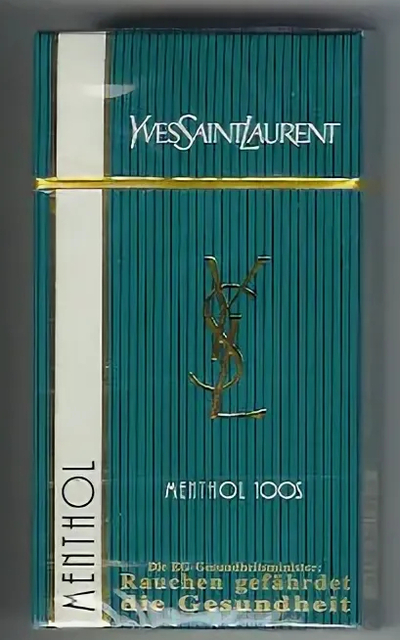 YVESSAINTLAURENT
YSL
MENTHOL 100S
MENTHOL
Die EG-Gesundheitsminister:
Rauchen gefährdet
die Gesundheit